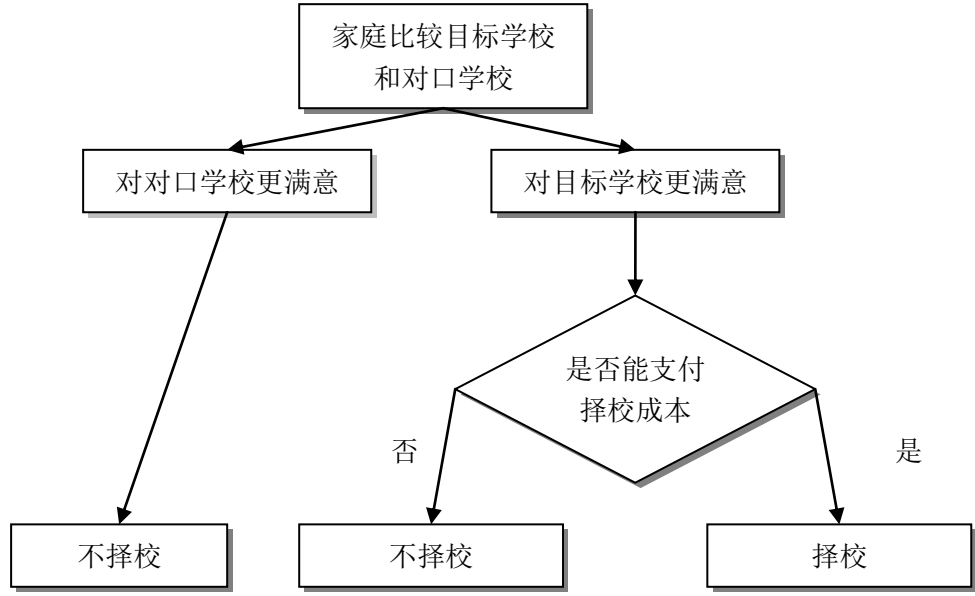 家庭比较目标学校
和对口学校
对对口学校更满意
对目标学校更满意
是否能支付
择校成本
否
是
不择校
不择校
择校